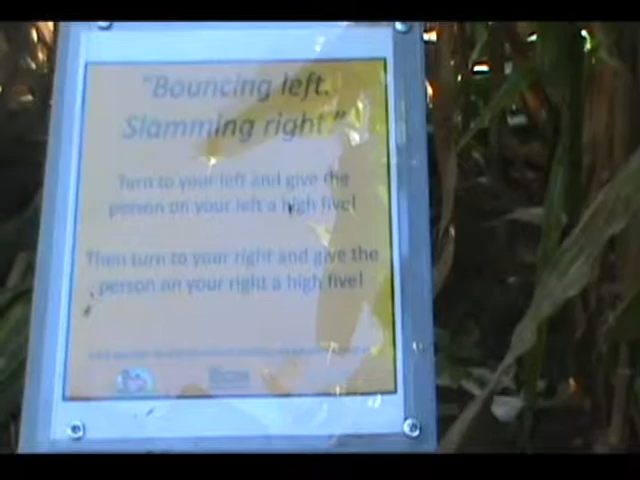 "Bouncing left.
Slamming right."
Turn to your left and give the
person on your left a high five!
Then turn to your right and give the
person on your right a high five!